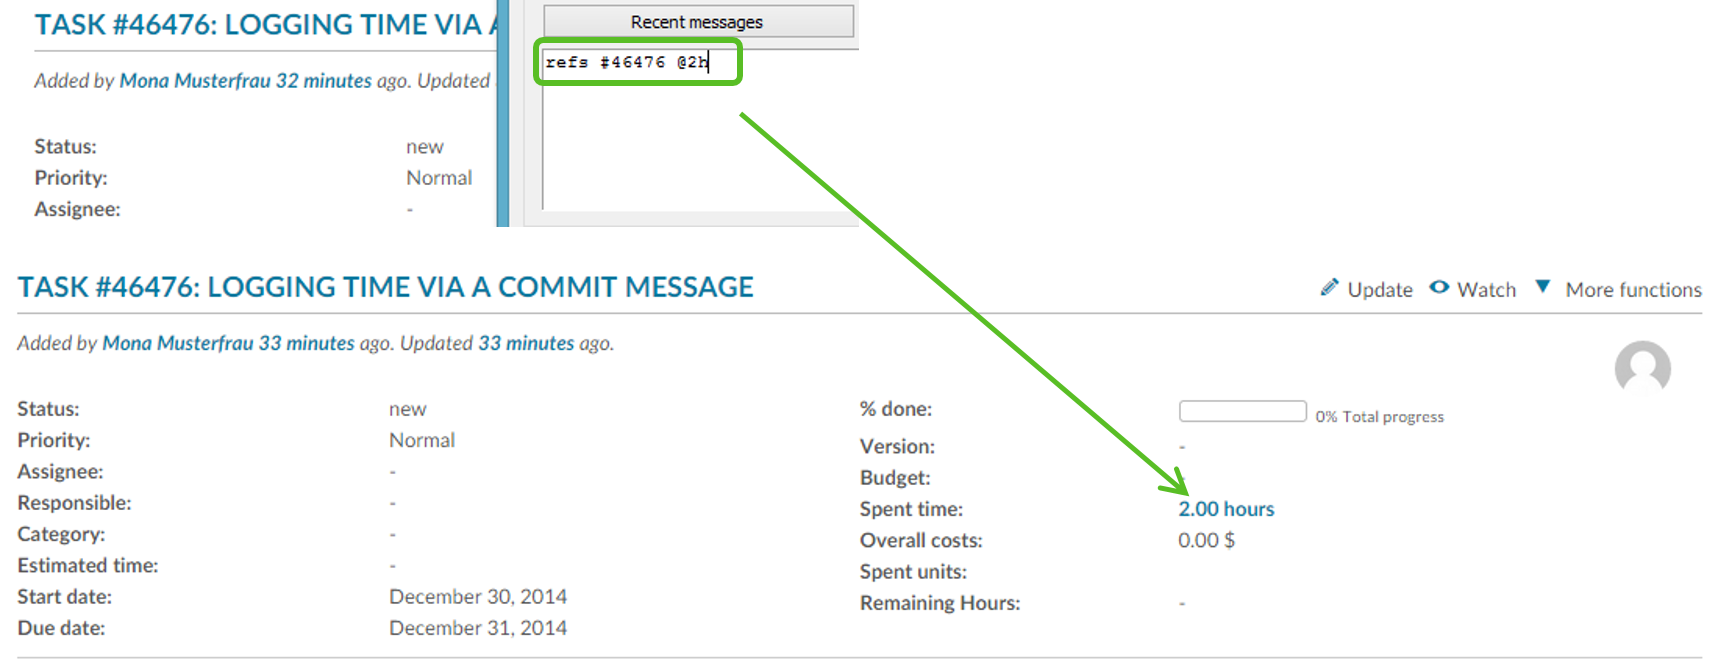 TASK #46476: LOGGING TIME VIA A
Added by Mona Musterfrau 32 minutes ago. Updated
Status: new
Priority: Normal
Assignee: -
Recent messages
refs #46476 @2h
TASK #46476: LOGGING TIME VIA A COMMIT MESSAGE
Update Watch More functions
Added by Mona Musterfrau 33 minutes ago. Updated 33 minutes ago.
Status: new
Priority: Normal
Assignee: -
Responsible: -
Category: -
Estimated time: -
Start date: December 30, 2014
Due date: December 31, 2014
% done: 0% Total progress
Version: -
Budget: -
Spent time: 2.00 hours
Overall costs: 0.00 $
Spent units:
Remaining Hours: -